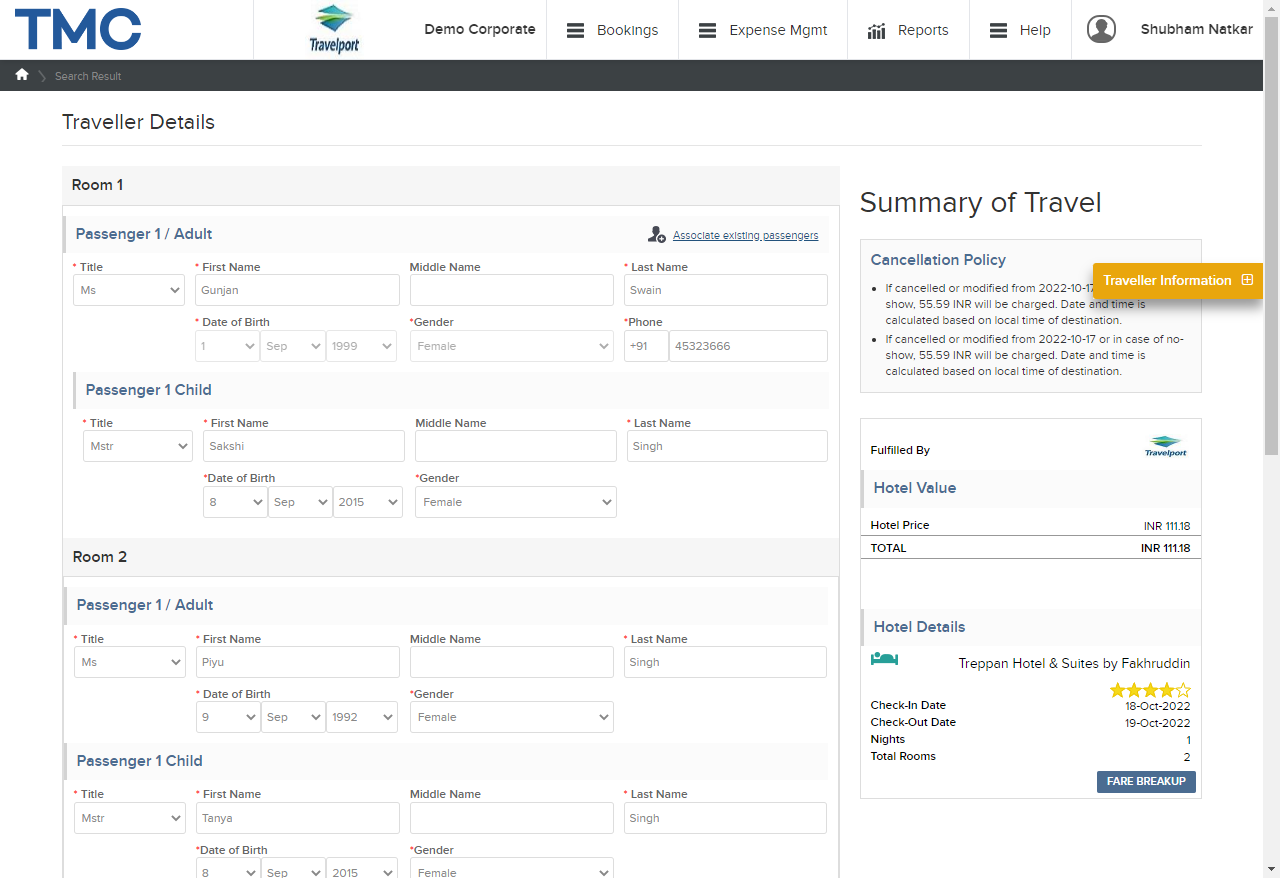 TMC
Travelport
Demo Corporate
Bookings
Expense Mgmt
Reports
Help
Shubham Natkar
Search Result
Traveller Details
Room 1
Passenger 1 / Adult
Associate existing passengers
* Title
* First Name
Middle Name
* Last Name
Ms
Gunjan
Swain
* Date of Birth
*Gender
*Phone
1
Sep
1999
Female
+91
45323666
Passenger 1 Child
* Title
* First Name
Middle Name
* Last Name
Mstr
Sakshi
Singh
*Date of Birth
*Gender
8
Sep
2015
Female
Room 2
Passenger 1 / Adult
* Title
* First Name
Middle Name
* Last Name
Ms
Piyu
Singh
* Date of Birth
*Gender
9
Sep
1992
Female
Passenger 1 Child
* Title
* First Name
Middle Name
* Last Name
Mstr
Tanya
Singh
*Date of Birth
*Gender
8
Sep
2015
Female
Summary of Travel
Cancellation Policy
If cancelled or modified from 2022-10-17
show, 55.59 INR will be charged. Date and time is
calculated based on local time of destination.
If cancelled or modified from 2022-10-17 or in case of no-
show, 55.59 INR will be charged. Date and time is
calculated based on local time of destination.
Traveller Information
Fulfilled By
Travelport
Hotel Value
Hotel Price INR 111.18
TOTAL INR 111.18
Hotel Details
Treppan Hotel & Suites by Fakhruddin
Check-In Date 18-Oct-2022
Check-Out Date 19-Oct-2022
Nights 1
Total Rooms 2
FARE BREAKUP